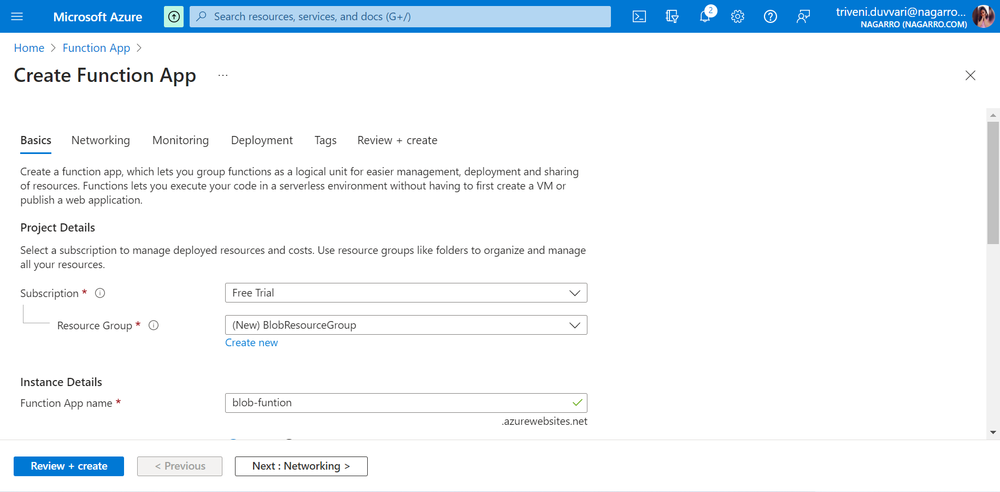 Microsoft Azure
Search resources, services, and docs (G+/)
2
triveni.duvvari@nagarro...
NAGARRO (NAGARRO.COM)
Home > Function App >
Create Function App ...
Basics Networking Monitoring Deployment Tags Review + create
Create a function app, which lets you group functions as a logical unit for easier management, deployment and sharing
of resources. Functions lets you execute your code in a serverless environment without having to first create a VM or
publish a web application.
Project Details
Select a subscription to manage deployed resources and costs. Use resource groups like folders to organize and manage
all your resources.
Subscription *
Free Trial
Resource Group *
(New) BlobResourceGroup
Create new
Instance Details
Function App name *
blob-funtion
.azurewebsites.net
Review + create
< Previous
Next : Networking >